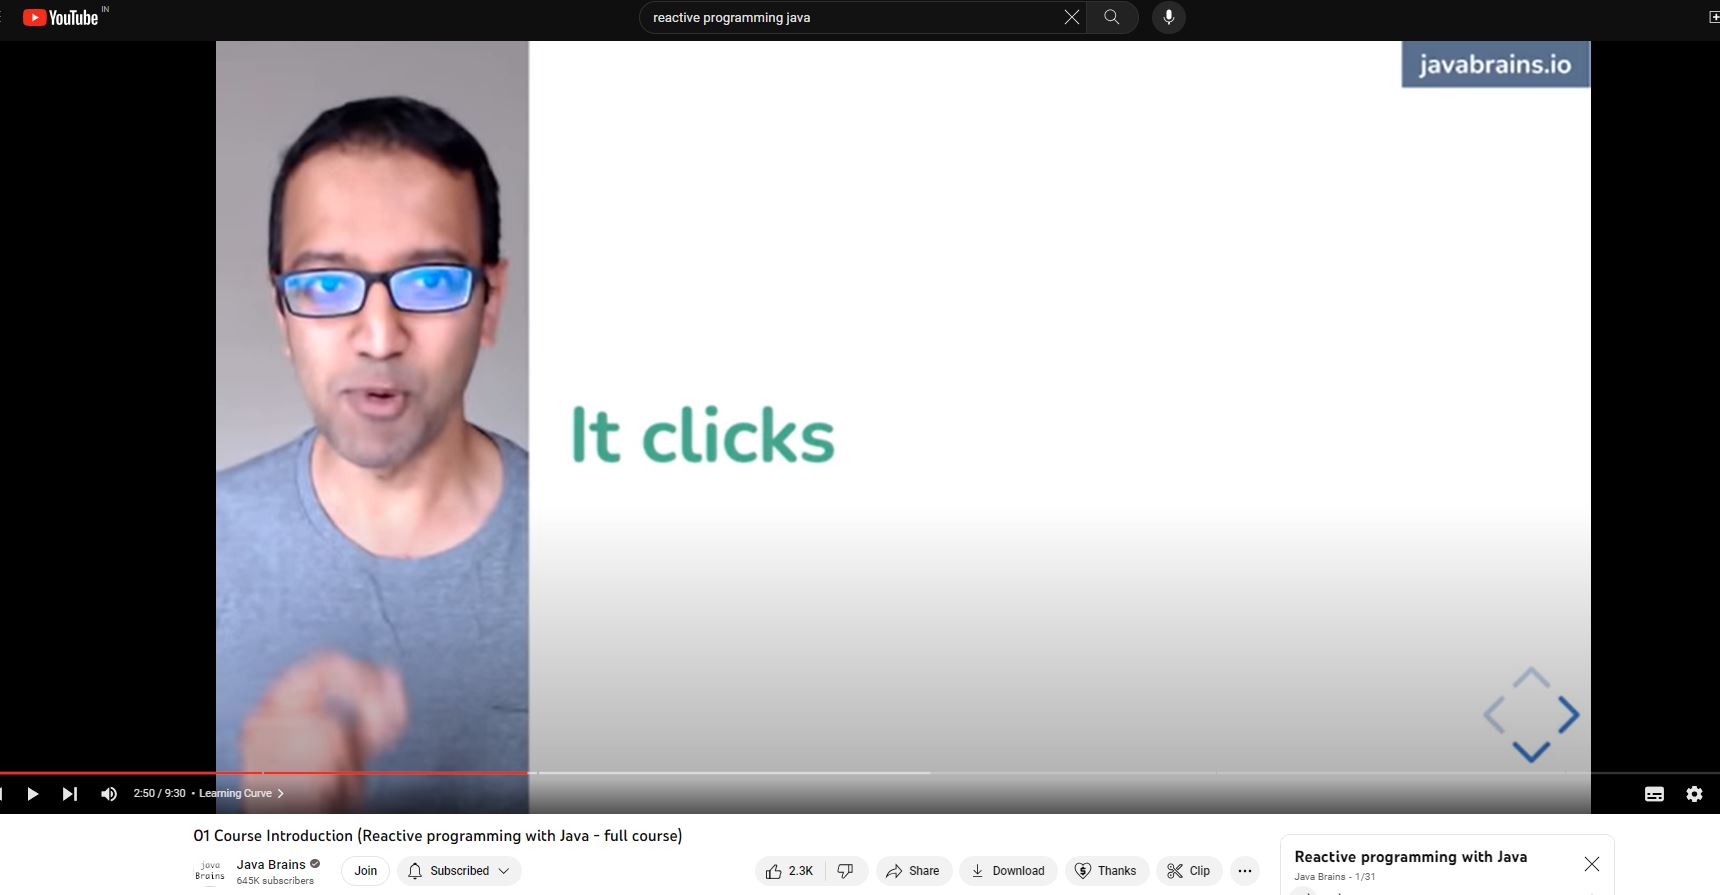 YouTube IN
reactive programming java
javabrains.io
It clicks
2:50 / 9:30 • Learning Curve
01 Course Introduction (Reactive programming with Java - full course)
java
Brains
Java Brains
645K subscribers
Join
Subscribed
2.3K
Share
Download
Thanks
Clip
Reactive programming with Java
Java Brains - 1/31